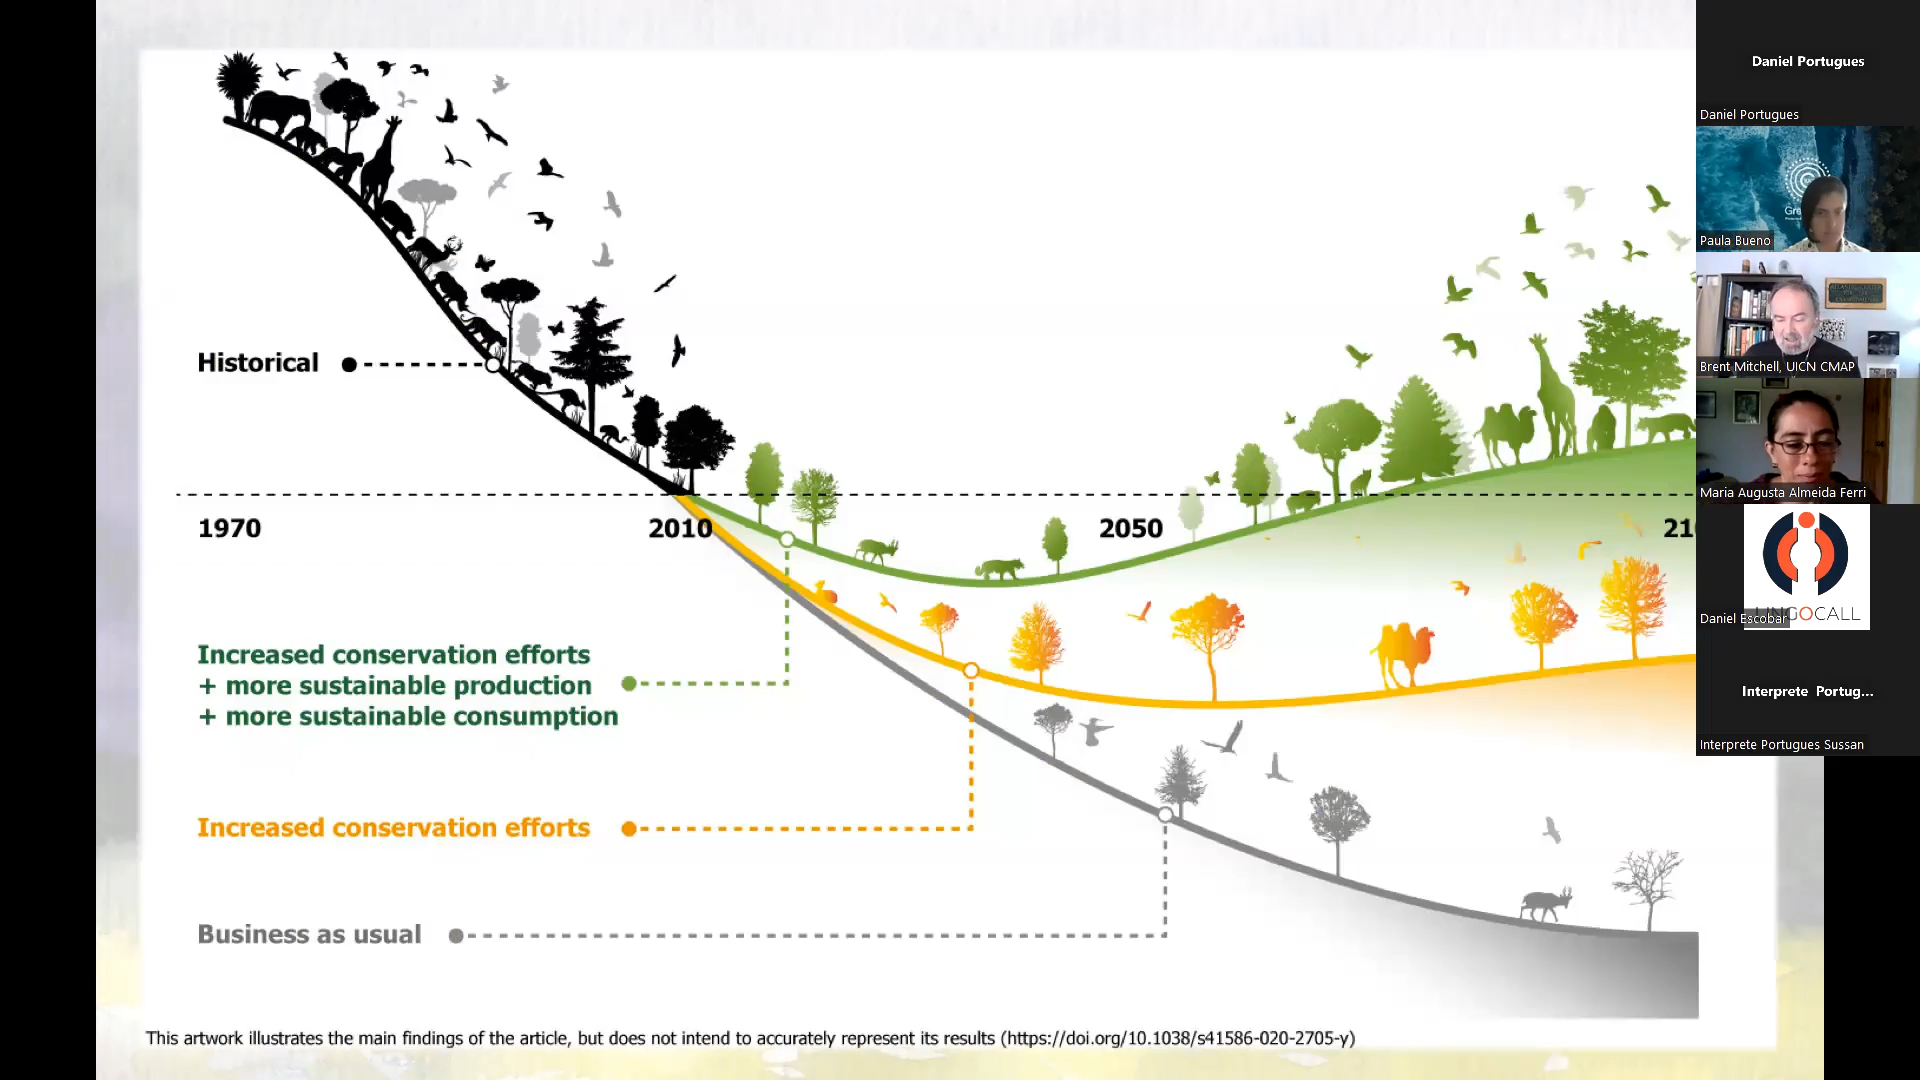 Historical
1970
2010
2050
Increased conservation efforts
+ more sustainable production
+ more sustainable consumption
Increased conservation efforts
Business as usual
This artwork illustrates the main findings of the article, but does not intend to accurately represent its results (https://doi.org/10.1038/s41586-020-2705-y)
Daniel Portugues
Daniel Portugues
Paula Bueno
Brent Mitchell, UICN CMAP
Maria Augusta Almeida Ferri
Daniel Escobar
Interprete Portug...
Interprete Portugues Sussan